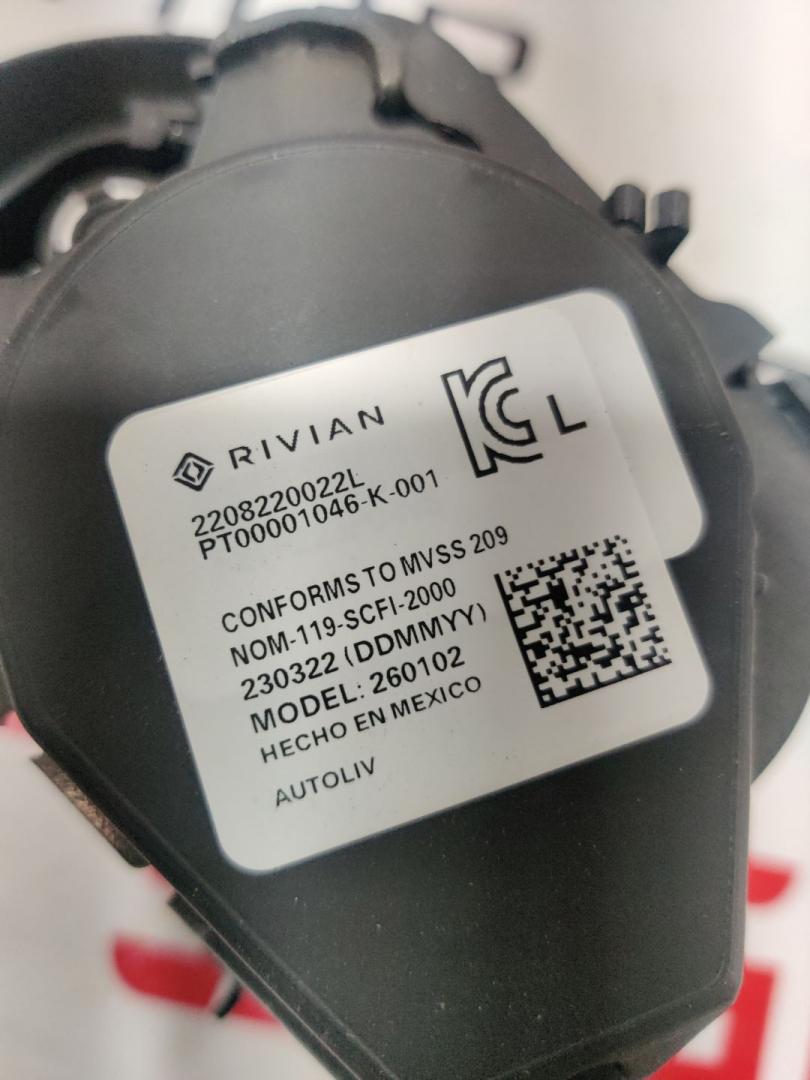 RIVIAN
2208220022L
PT00001046-K-001
KC L
CONFORMS TO MVSS 209
NOM-119-SCFI-2000
230322 (DDMMYY)
MODEL: 260102
HECHO EN MEXICO
AUTOLIV